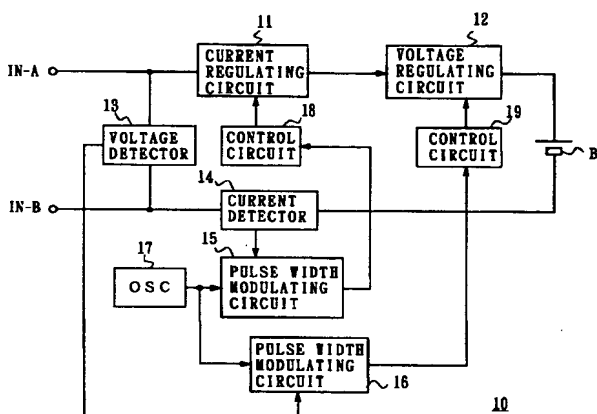 11
12
CURRENT
REGULATING
CIRCUIT
VOLTAGE
REGULATING
CIRCUIT
IN-A
13
18
19
VOLTAGE
DETECTOR
CONTROL
CIRCUIT
CONTROL
CIRCUIT
B
14
IN-B
CURRENT
DETECTOR
15
17
OSC
PULSE WIDTH
MODULATING
CIRCUIT
PULSE WIDTH
MODULATING
CIRCUIT
16
10